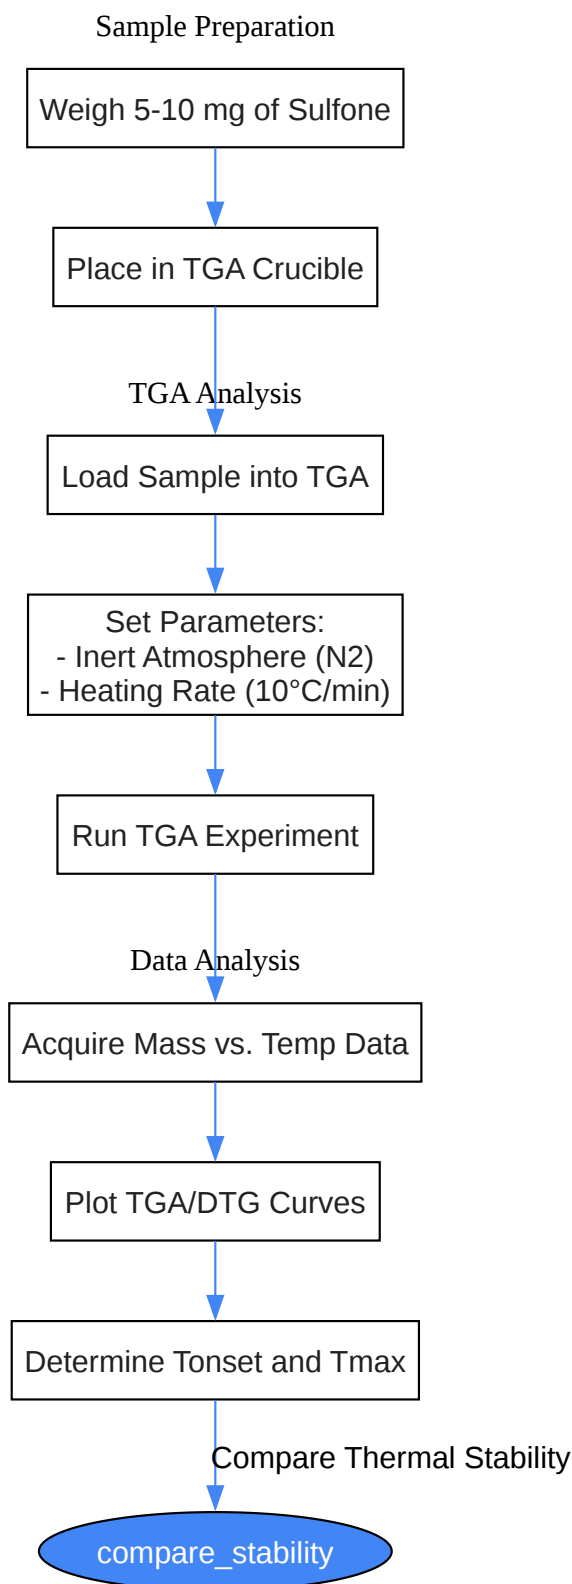 Sample Preparation
Weigh 5-10 mg of Sulfone
Place in TGA Crucible
TGA Analysis
Load Sample into TGA
Set Parameters:
- Inert Atmosphere (N2)
- Heating Rate (10°C/min)
Run TGA Experiment
Data Analysis
Acquire Mass vs. Temp Data
Plot TGA/DTG Curves
Determine Tonset and Tmax
Compare Thermal Stability
compare_stability